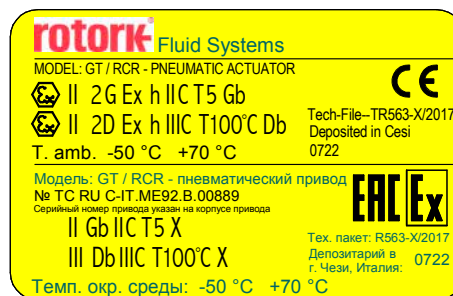 rotork Fluid Systems
MODEL: GT / RCR - PNEUMATIC ACTUATOR
Ex II 2G Ex h IIC T5 Gb
Ex II 2D Ex h IIIC T100°C Db
T. amb. -50 °C +70 °C
CE
Tech-File--TR563-X/2017
Deposited in Cesi
0722
Модель: GT / RCR - пневматический привод
№ TC RU C-IT.ME92.B.00889
Серийный номер привода указан на корпусе привода
II Gb IIC T5 X
III Db IIIC T100°C X
Темп. окр. среды: -50 °C +70 °C
EAC Ex
Тех. пакет: R563-X/2017
Депозитарий в
г. Чези, Италия: 0722